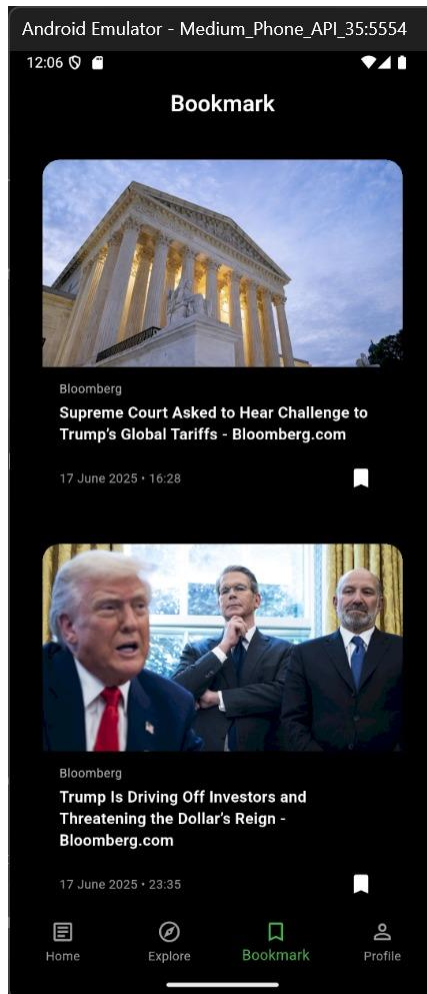 Android Emulator - Medium_Phone_API_35:5554
12:06
Bookmark
Bloomberg
Supreme Court Asked to Hear Challenge to
Trump’s Global Tariffs - Bloomberg.com
17 June 2025 • 16:28
Bloomberg
Trump Is Driving Off Investors and
Threatening the Dollar’s Reign -
Bloomberg.com
17 June 2025 • 23:35
Home Explore Bookmark Profile